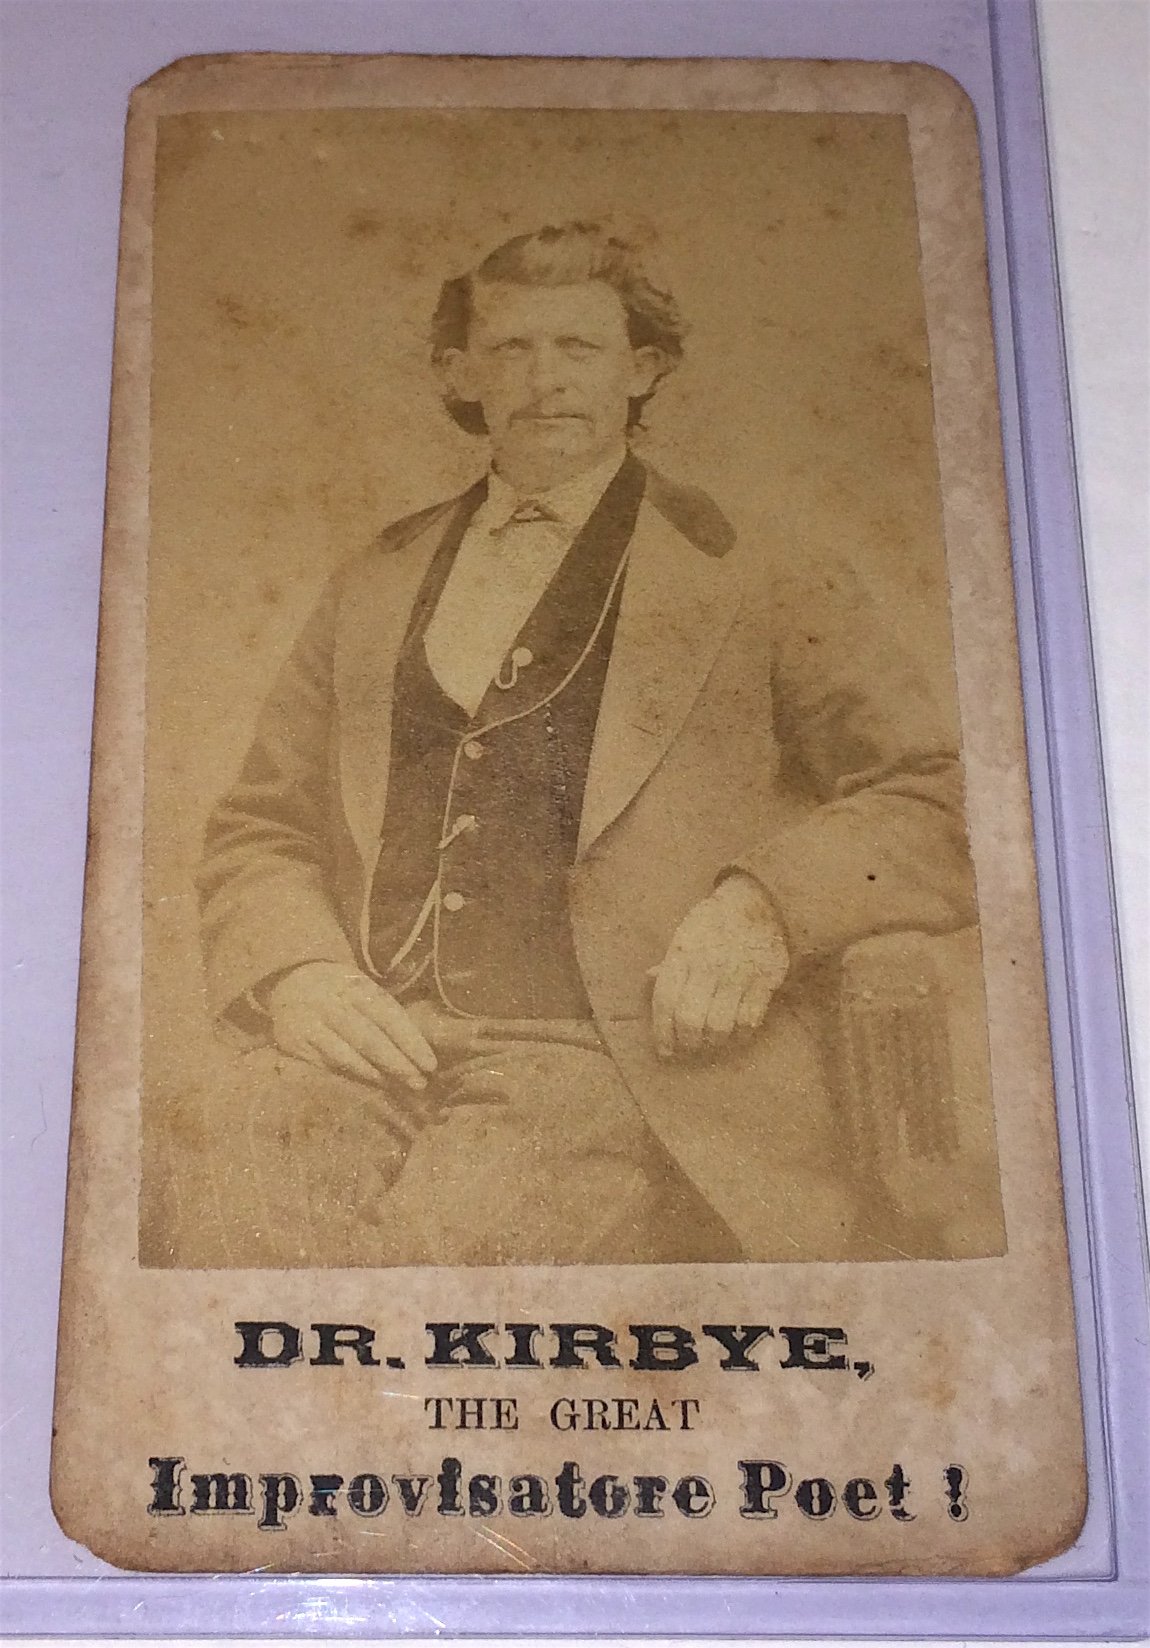 DR. KIRBYE,
THE GREAT
Improvisatore Poet !